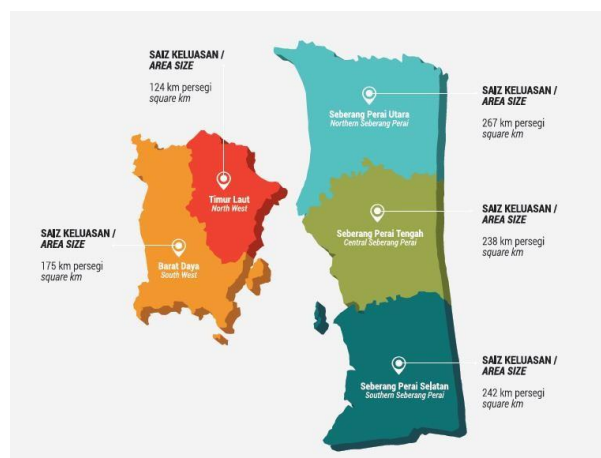 SAIZ KELUASAN /
AREA SIZE
124 km persegi
square km
Timur Laut
North West
SAIZ KELUASAN /
AREA SIZE
175 km persegi
square km
Barat Daya
South West
Seberang Perai Utara
Northern Seberang Perai
SAIZ KELUASAN /
AREA SIZE
267 km persegi
square km
Seberang Perai Tengah
Central Seberang Perai
SAIZ KELUASAN /
AREA SIZE
238 km persegi
square km
Seberang Perai Selatan
Southern Seberang Perai
SAIZ KELUASAN /
AREA SIZE
242 km persegi
square km